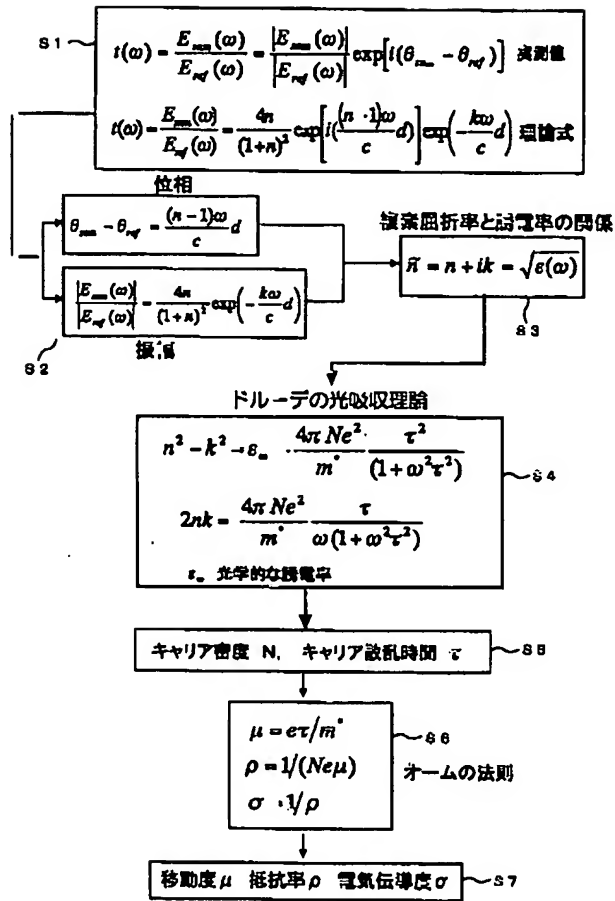 S1
t(ω) = E_sam(ω) / E_ref(ω) = |E_sam(ω)| / |E_ref(ω)| exp[i(θ_sam − θ_ref)] 実測値
t(ω) = E_sam(ω) / E_ref(ω) = 4n / (1+n)² exp[i((n·1)ω / c d)] exp(−kω / c d) 理論式
位相
θ_sam − θ_ref = (n−1)ω / c d
|E_sam(ω)| / |E_ref(ω)| = 4n / (1+n)² exp(−kω / c d)
S2
振幅
複素屈折率と誘電率の関係
ñ = n + ik = √ε(ω)
S3
ドルーデの光吸収理論
n² − k² = ε∞ · 4πNe² / m* τ² / (1+ω²τ²)
2nk = 4πNe² / m* τ / ω(1+ω²τ²)
ε∞ 光学的な誘電率
S4
キャリア密度 N, キャリア散乱時間 τ
S5
μ = eτ/m*
ρ = 1/(Neμ)
σ · 1/ρ
S6
オームの法則
移動度μ 抵抗率ρ 電気伝導度σ
S7